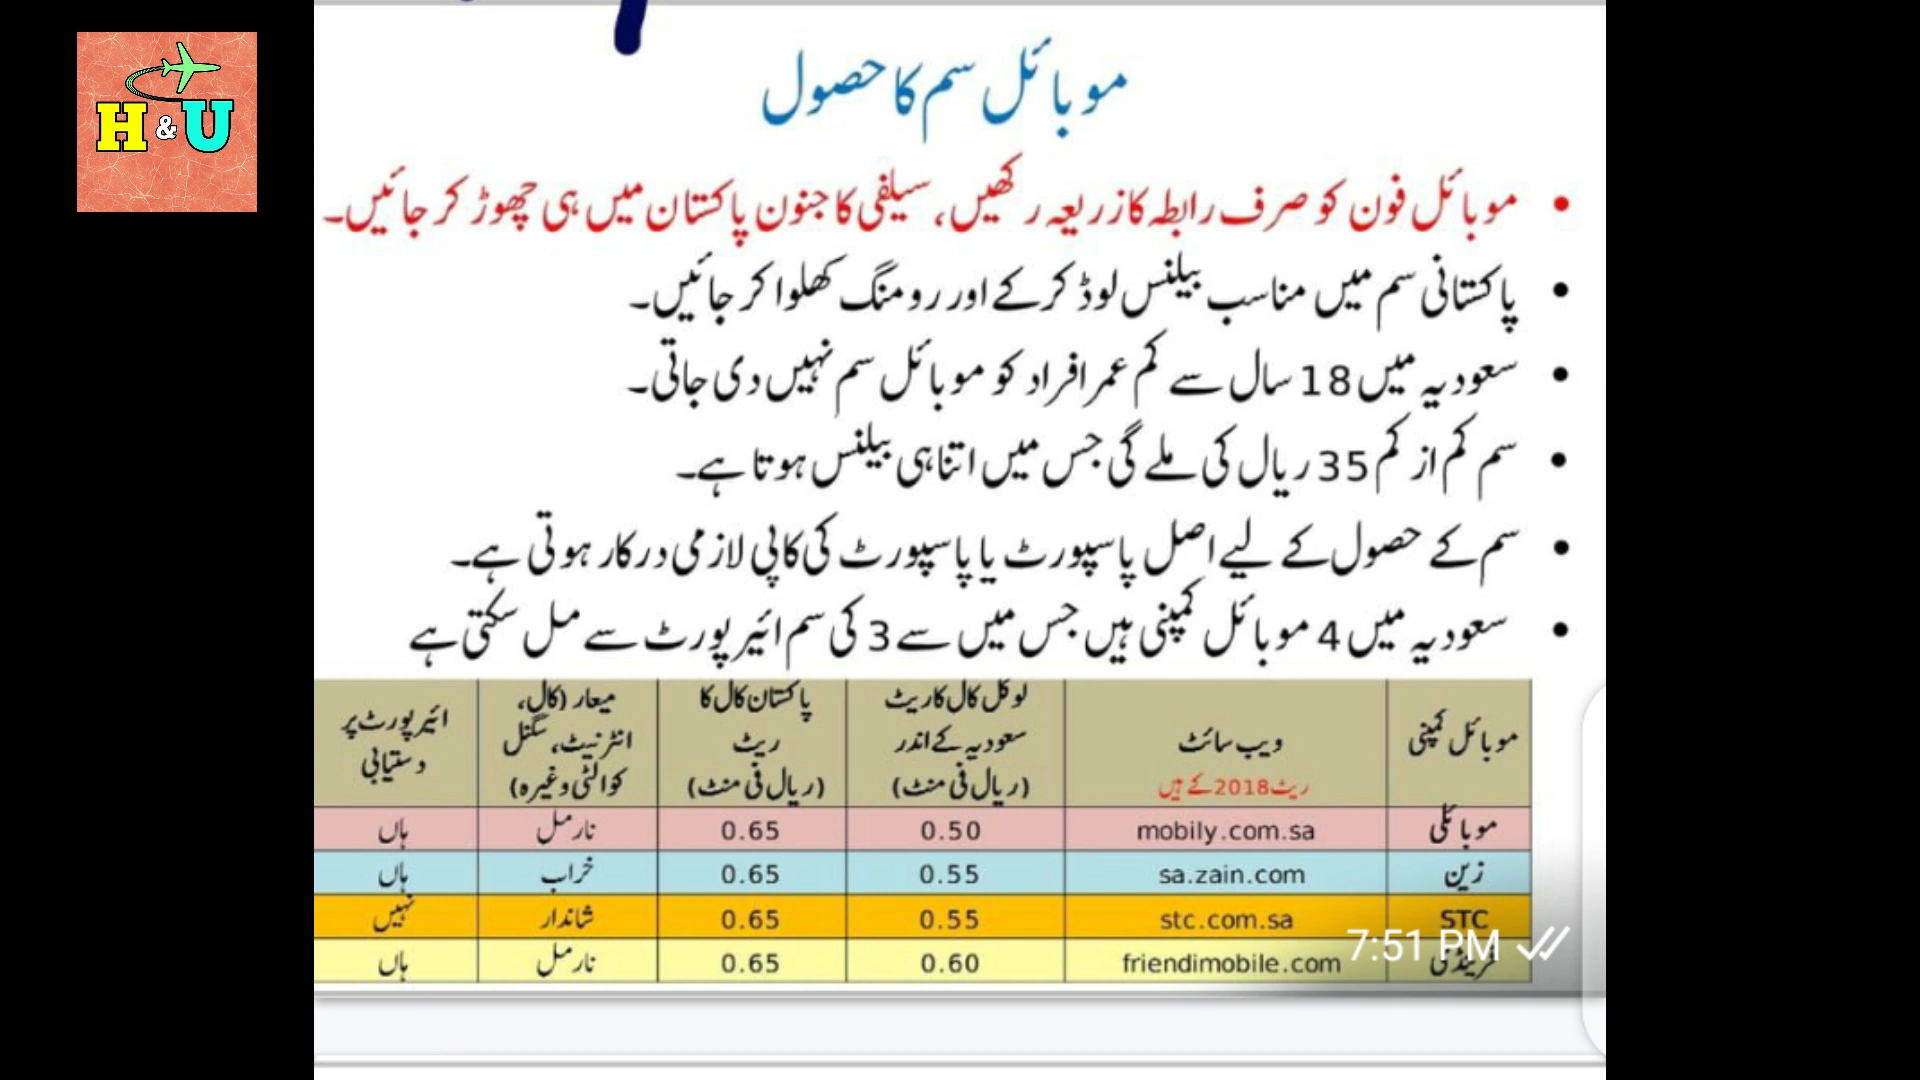 H & U
موبائل سم کا حصول
• موبائل فون کو صرف رابطہ کا زریعہ رکھیں، سیلفی کا جنون پاکستان میں ہی چھوڑ کر جائیں۔
• پاکستانی سم میں مناسب بیلنس لوڈ کرکے اور رومنگ کھلوا کر جائیں۔
• سعودیہ میں 18 سال سے کم عمر افراد کو موبائل سم نہیں دی جاتی۔
• سم کم از کم 35 ریال کی ملے گی جس میں اتنا ہی بیلنس ہوتا ہے۔
• سم کے حصول کے لیے اصل پاسپورٹ یا پاسپورٹ کی کاپی لازمی درکار ہوتی ہے۔
• سعودیہ میں 4 موبائل کمپنی ہیں جس میں سے 3 کی سم ائیرپورٹ سے مل سکتی ہے
موبائل کمپنی
ویب سائٹ
ریٹ 2018 کے ہیں
لوکل کال کا ریٹ
سعودیہ کے اندر
(ریال فی منٹ)
پاکستان کال کا
ریٹ
(ریال فی منٹ)
میعار (کال،
انٹرنیٹ، سگنل
کوالٹی وغیرہ)
ائیرپورٹ پر
دستیابی
موبائلی mobily.com.sa 0.50 0.65 نارمل ہاں
زین sa.zain.com 0.55 0.65 خراب ہاں
STC stc.com.sa 0.55 0.65 شاندار نہیں
فرینڈی friendimobile.com 0.60 0.65 نارمل ہاں
7:51 PM